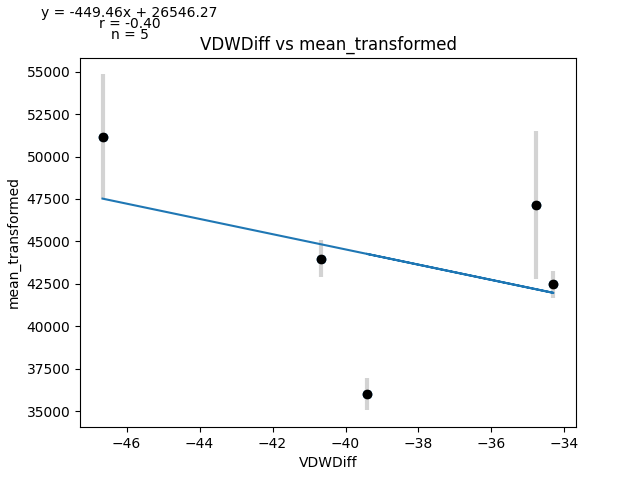 y = -449.46x + 26546.27
r = -0.40
n = 5
VDWDiff vs mean_transformed
55000
52500
50000
47500
45000
42500
40000
37500
35000
mean_transformed
−46
−44
−42
−40
−38
−36
−34
VDWDiff